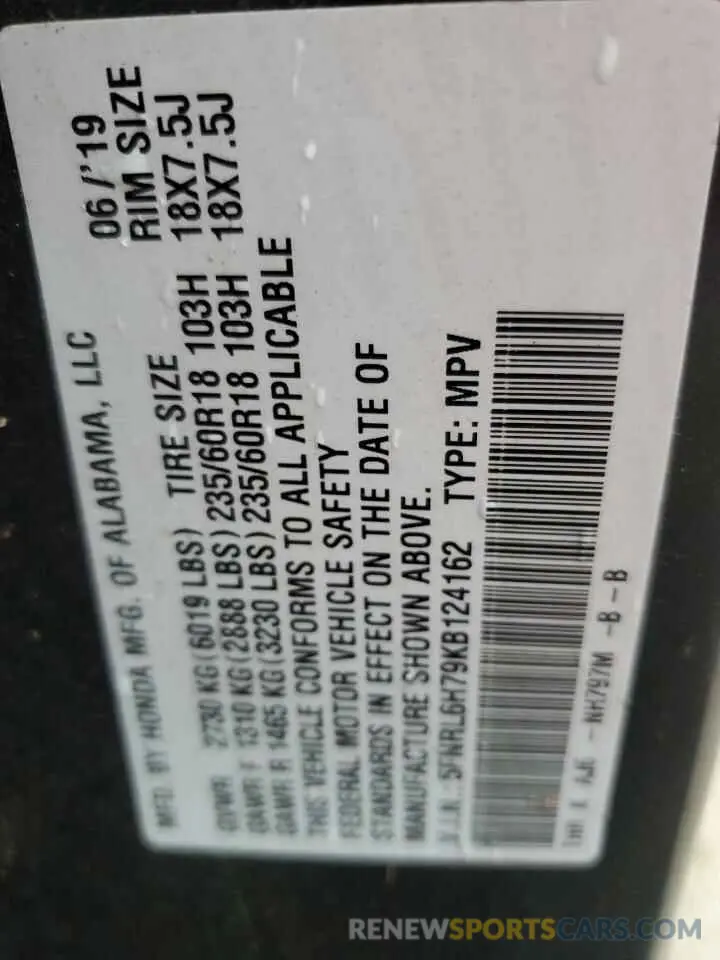 MFD. BY HONDA MFG. OF ALABAMA, LLC 06/'19
GVWR 2730 KG(6019 LBS) TIRE SIZE RIM SIZE
GAWR F 1310 KG(2888 LBS) 235/60R18 103H 18X7.5J
GAWR R 1465 KG(3230 LBS) 235/60R18 103H 18X7.5J
THIS VEHICLE CONFORMS TO ALL APPLICABLE
FEDERAL MOTOR VEHICLE SAFETY
STANDARDS IN EFFECT ON THE DATE OF
MANUFACTURE SHOWN ABOVE.
V.I.N.: 5FNRL6H79KB124162 TYPE: MPV
NH797M -B-B
RENEWSPORTSCARS.COM